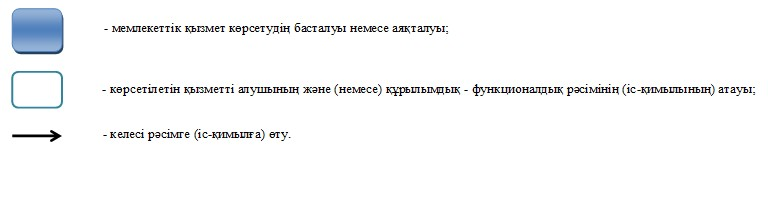 - мемлекеттік қызмет көрсетудің басталуы немесе аяқталуы;
- көрсетілетін қызметті алушының және (немесе) құрылымдық - функционалдық рәсімінің (іс-қимылының) атауы;
- келесі рәсімге (іс-қимылға) өту.